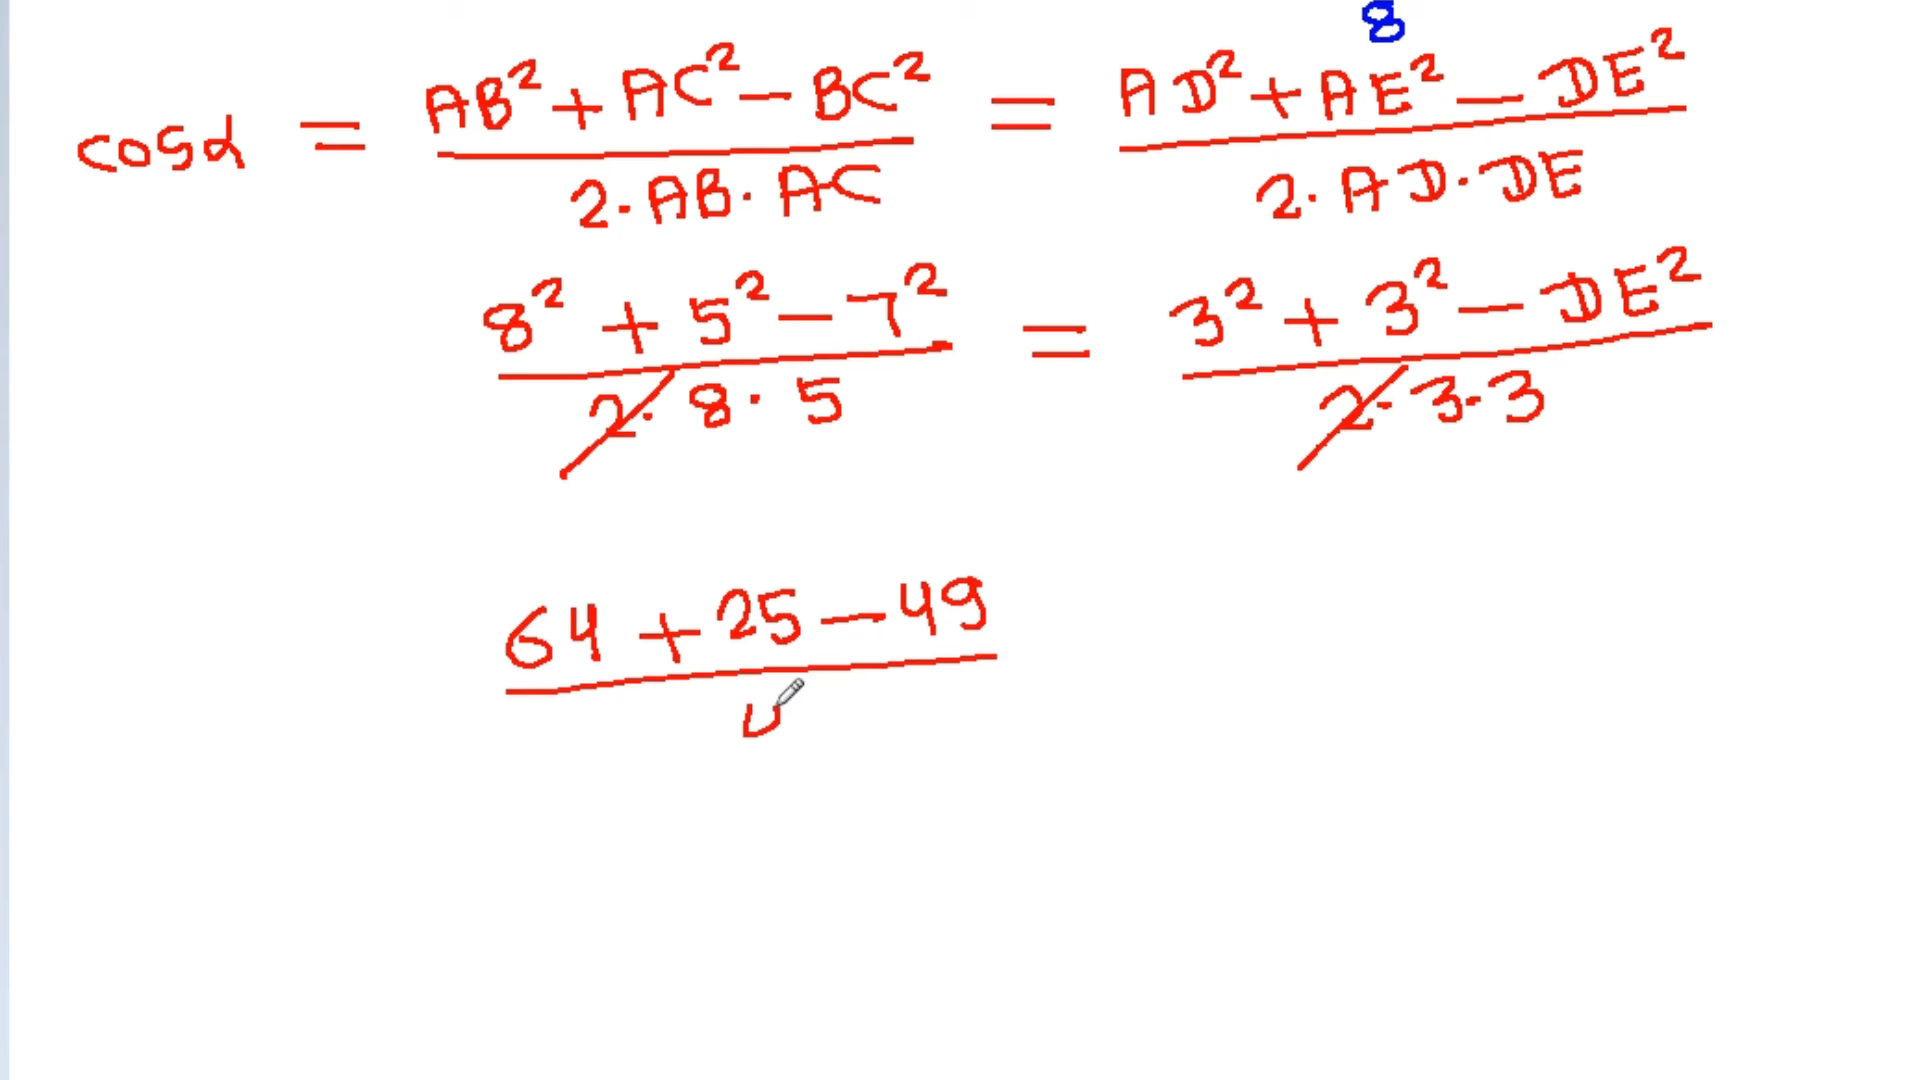 8
cosα = AB² + AC² − BC² / 2·AB·AC = AD² + AE² − DE² / 2·AD·DE
8² + 5² − 7² / 2·8·5 = 3² + 3² − DE² / 2·3·3
64 + 25 − 49